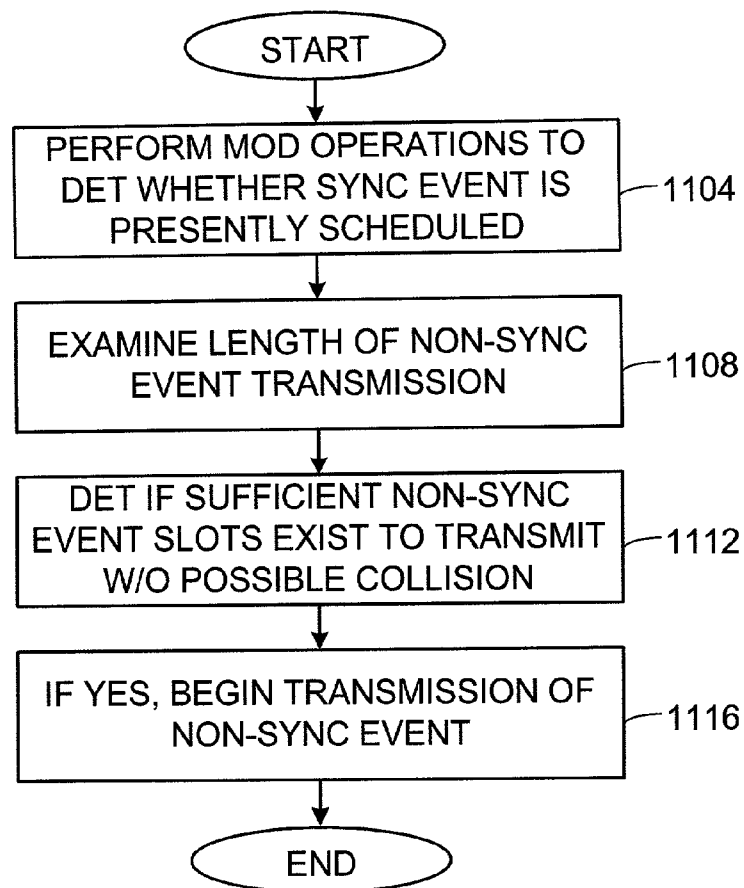 START
PERFORM MOD OPERATIONS TO
DET WHETHER SYNC EVENT IS
PRESENTLY SCHEDULED
1104
EXAMINE LENGTH OF NON-SYNC
EVENT TRANSMISSION
1108
DET IF SUFFICIENT NON-SYNC
EVENT SLOTS EXIST TO TRANSMIT
W/O POSSIBLE COLLISION
1112
IF YES, BEGIN TRANSMISSION OF
NON-SYNC EVENT
1116
END